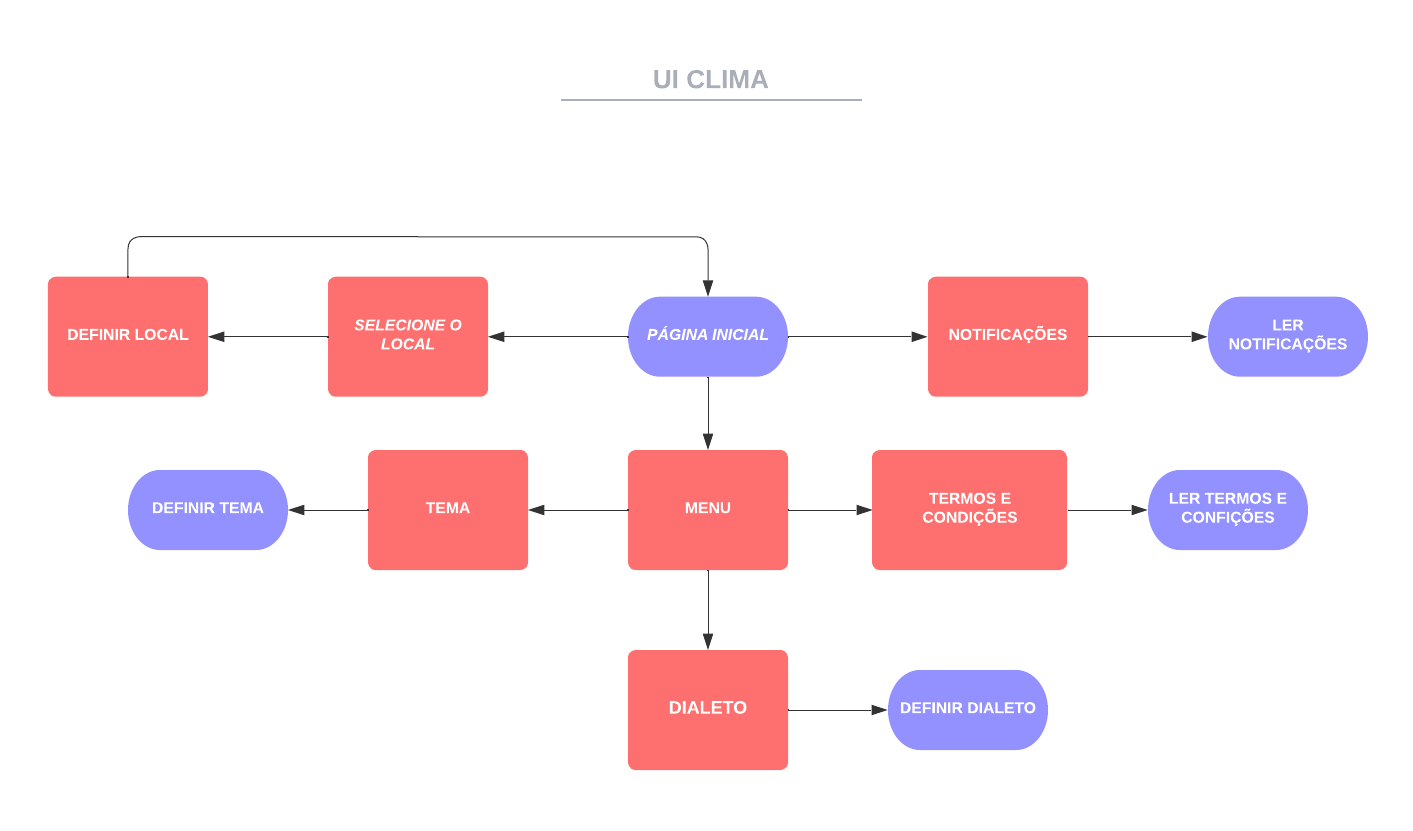 UI CLIMA
DEFINIR LOCAL
SELECIONE O
LOCAL
PÁGINA INICIAL
NOTIFICAÇÕES
LER
NOTIFICAÇÕES
DEFINIR TEMA
TEMA
MENU
TERMOS E
CONDIÇÕES
LER TERMOS E
CONFIÇÕES
DIALETO
DEFINIR DIALETO